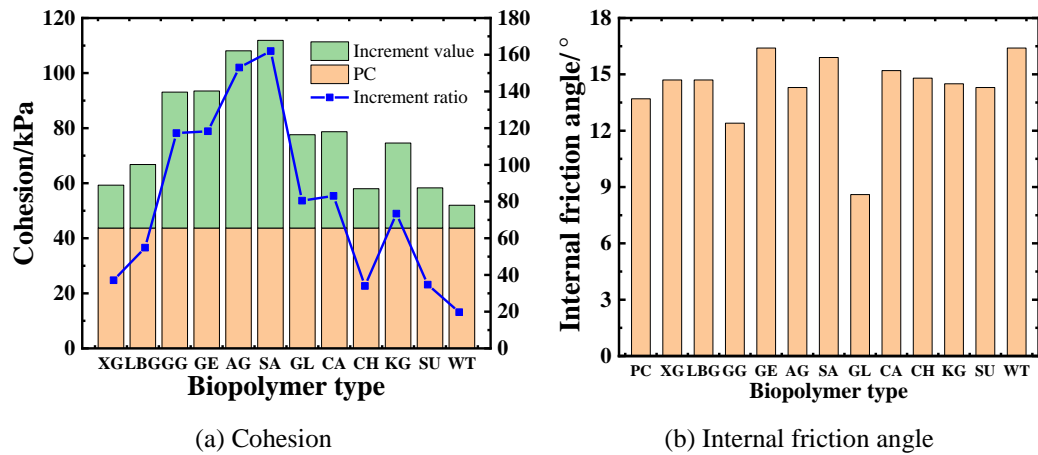 120
100
80
60
40
20
0
180
160
140
120
100
80
60
40
20
0
Cohesion/kPa
Increment value
PC
Increment ratio
XG LBG GG GE AG SA GL CA CH KG SU WT
Biopolymer type
(a) Cohesion
18
15
12
9
6
3
0
Internal friction angle/°
PC XG LBG GG GE AG SA GL CA CH KG SU WT
Biopolymer type
(b) Internal friction angle